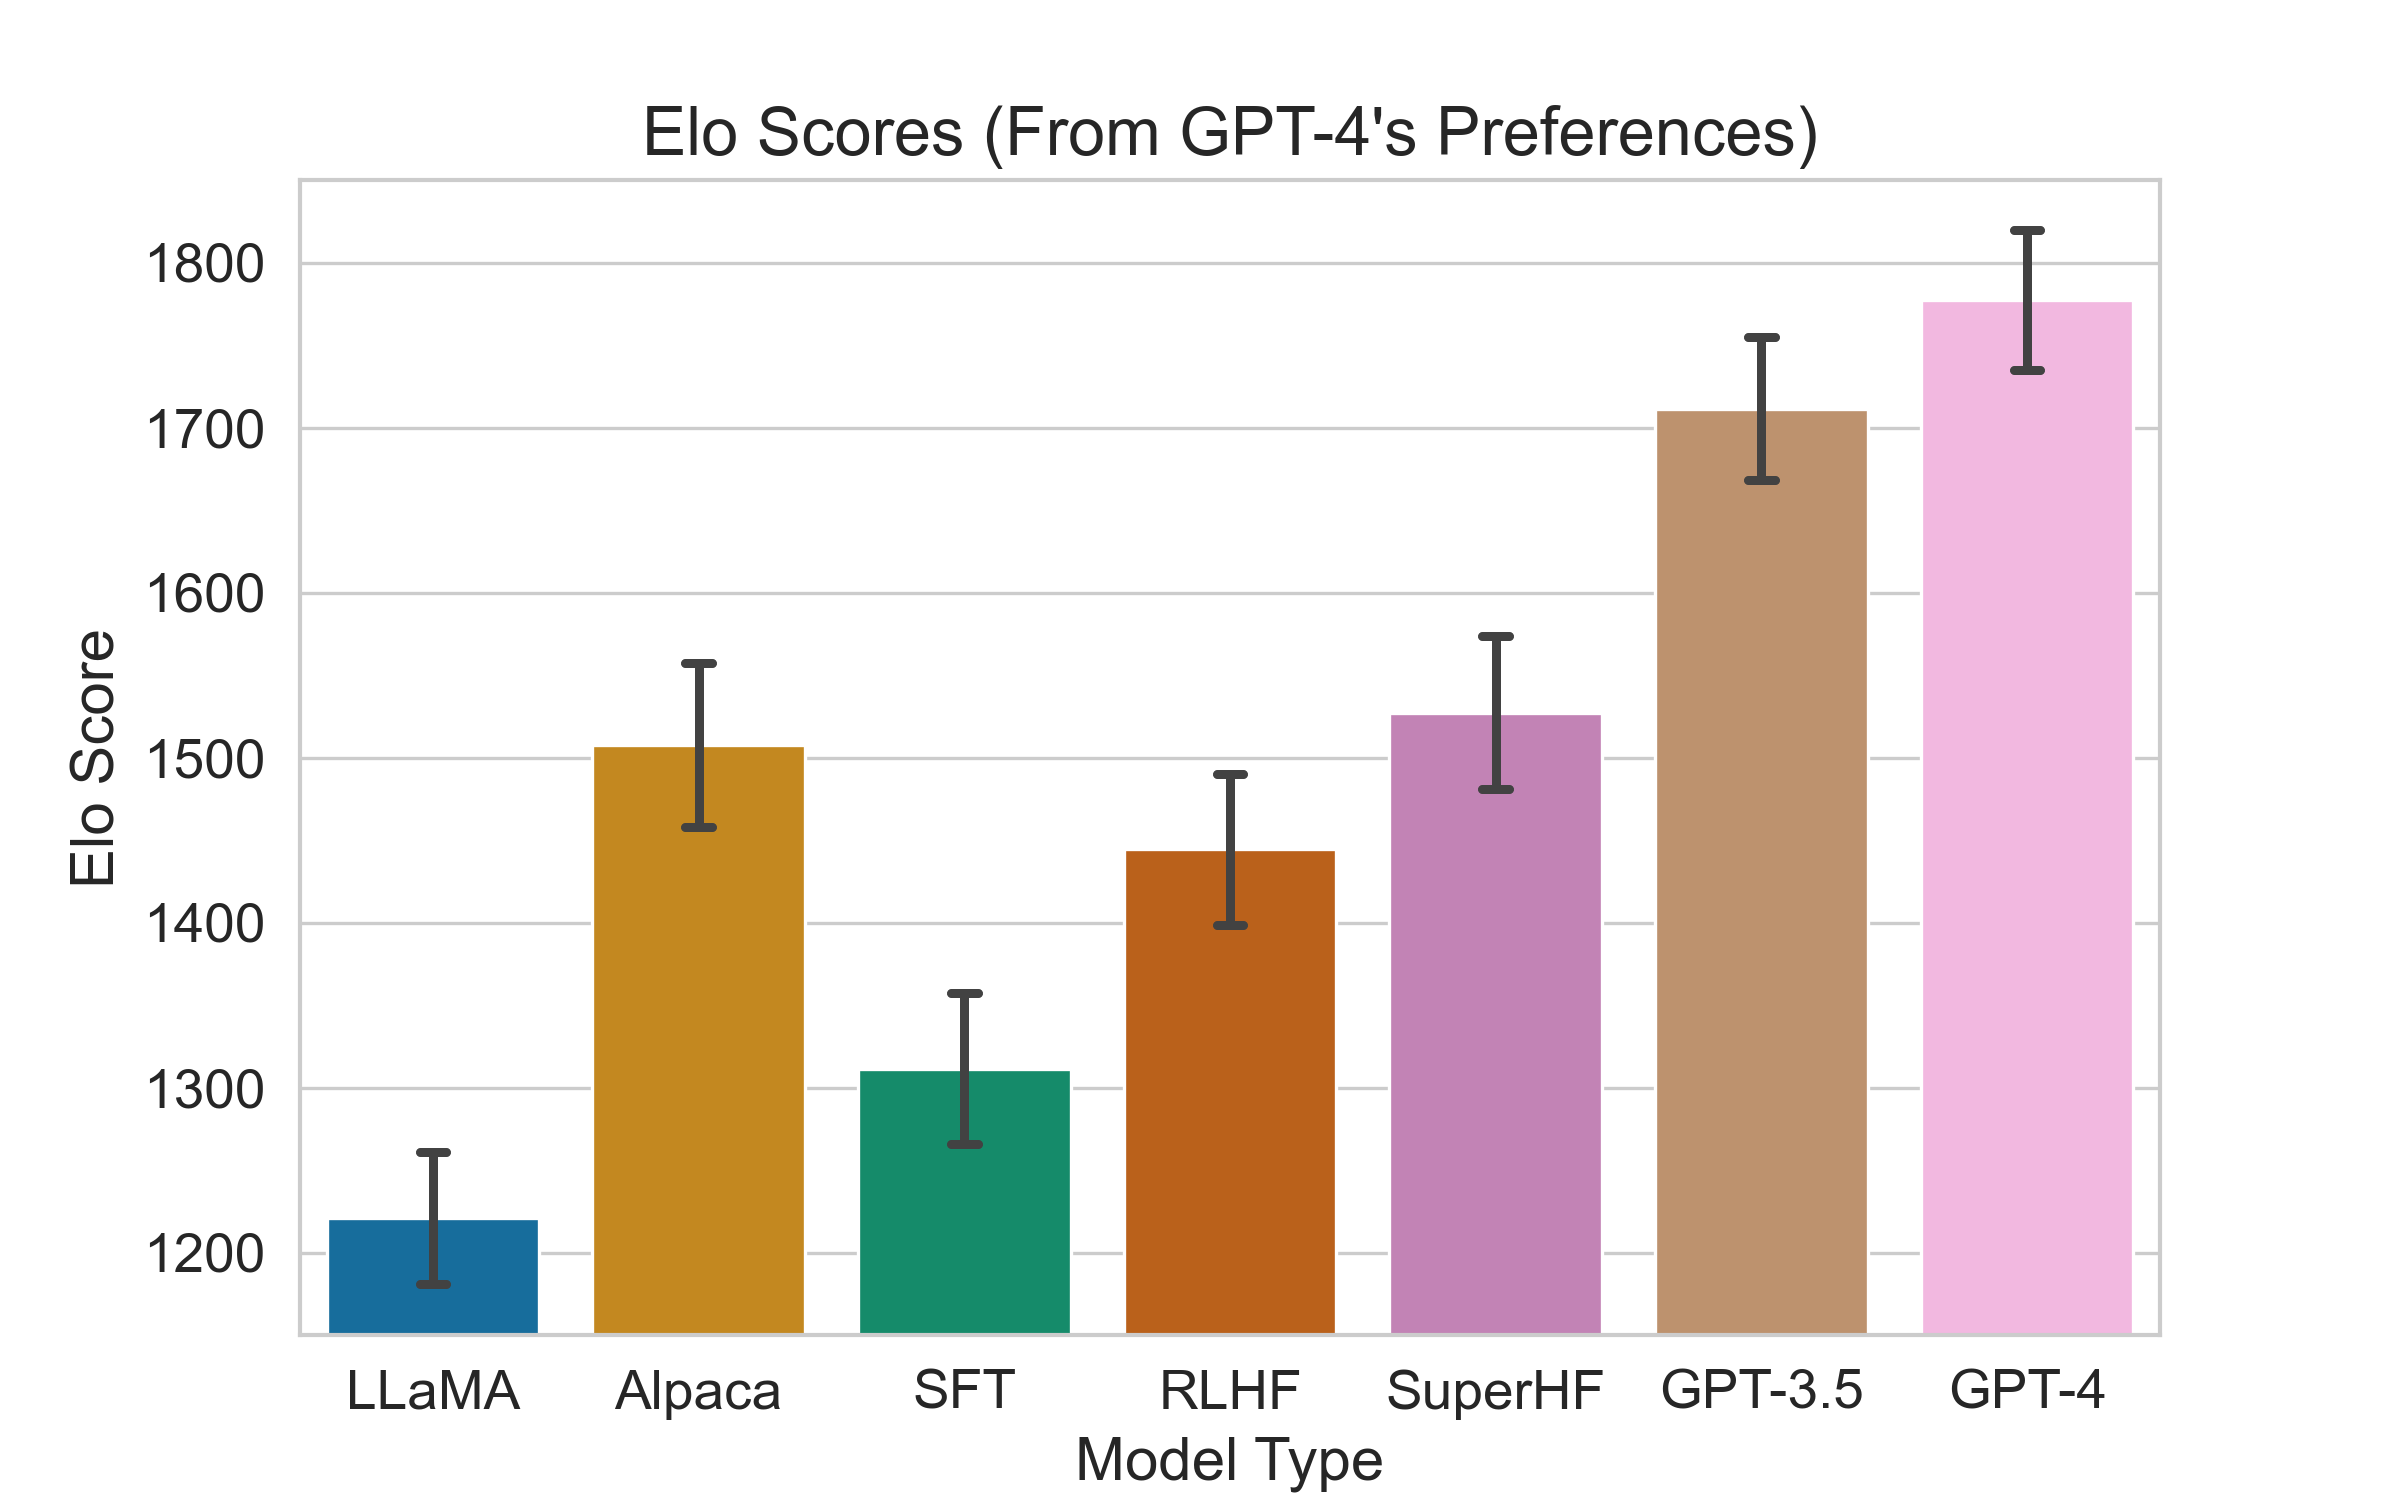 Elo Scores (From GPT-4's Preferences)
Elo Score
1800
1700
1600
1500
1400
1300
1200
LLaMA Alpaca SFT RLHF SuperHF GPT-3.5 GPT-4
Model Type